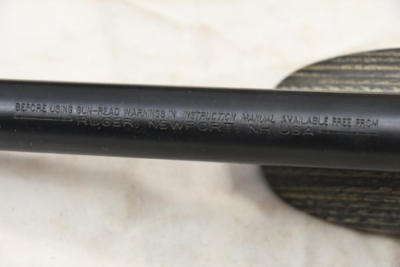 BEFORE USING GUN-READ WARNINGS IN INSTRUCTION MANUAL AVAILABLE FREE FROM
RUGER, NEWPORT, NH USA